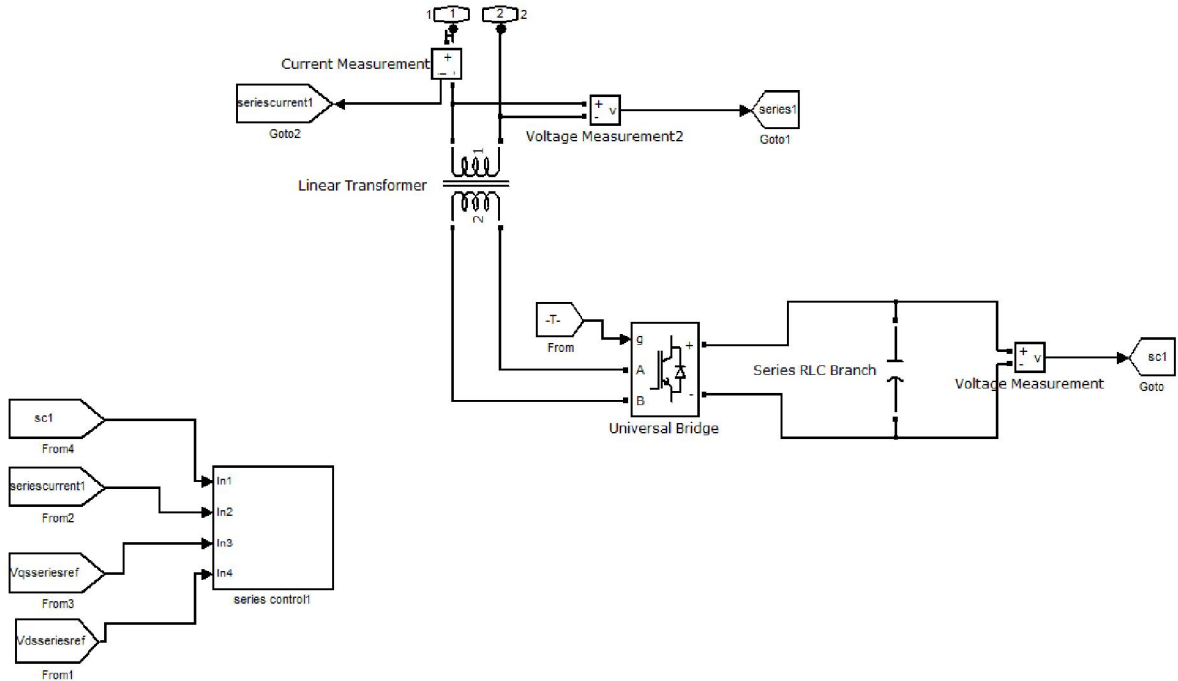 1 1 2 2
Current Measurement
+
-
i
seriescurrent1
Goto2
+
-
v
Voltage Measurement2
series1
Goto1
1
Linear Transformer
2
-T-
From
g
A
B
+
-
Universal Bridge
Series RLC Branch
+
-
v
Voltage Measurement
sc1
Goto
sc1
From4
seriescurrent1
From2
Vqsseriesref
From3
Vdsseriesref
From1
In1
In2
In3
In4
series control1